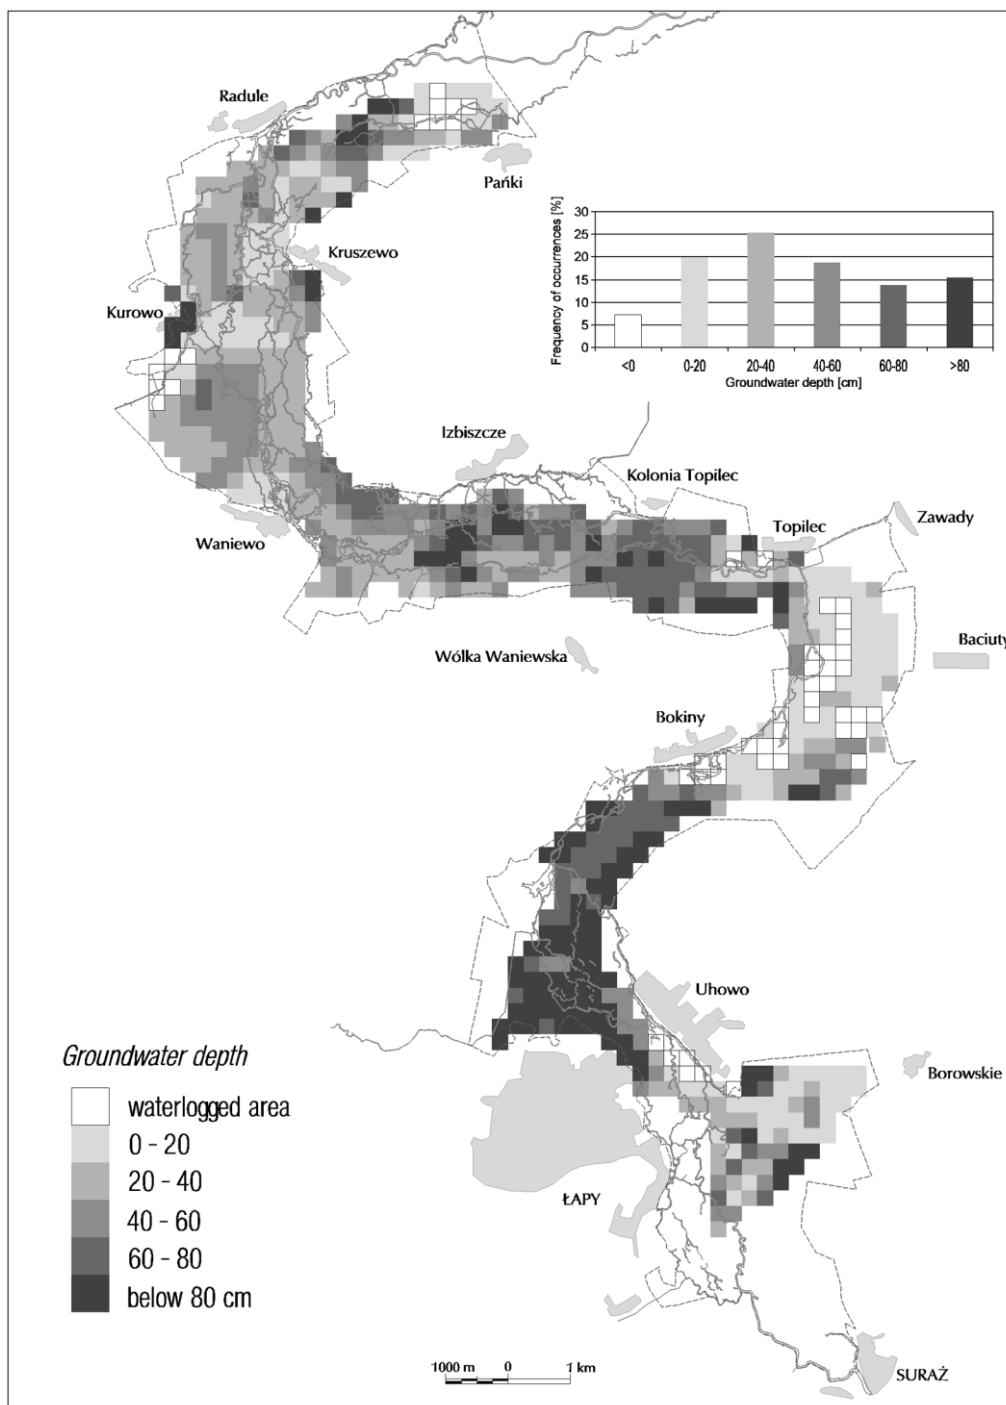 Radule
Pańki
Kruszewo
Kurowo
Frequency of occurrences [%]
30
25
20
15
10
5
0
<0 0-20 20-40 40-60 60-80 >80
Groundwater depth [cm]
Izbiszcze
Kolonia Topilec
Waniewo
Topilec
Zawady
Wólka Waniewska
Baciuty
Bokiny
Uhowo
Borowskie
ŁAPY
SURAŻ
Groundwater depth
waterlogged area
0 - 20
20 - 40
40 - 60
60 - 80
below 80 cm
1000 m 0 1 km